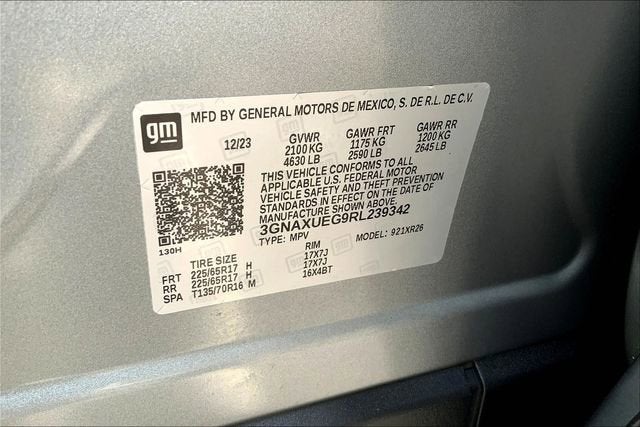 gm
MFD BY GENERAL MOTORS DE MEXICO, S. DE R.L. DE C.V.
12/23 GVWR GAWR FRT GAWR RR
2100 KG 1175 KG 1200 KG
4630 LB 2590 LB 2645 LB
THIS VEHICLE CONFORMS TO ALL
APPLICABLE U.S. FEDERAL MOTOR
VEHICLE SAFETY AND THEFT PREVENTION
STANDARDS IN EFFECT ON THE DATE OF
MANUFACTURE SHOWN ABOVE.
3GNAXUEG9RL239342
TYPE: MPV MODEL: 921XR26
130H
TIRE SIZE RIM
FRT 225/65R17 H 17X7J
RR 225/65R17 H 17X7J
SPA T135/70R16 M 16X4BT